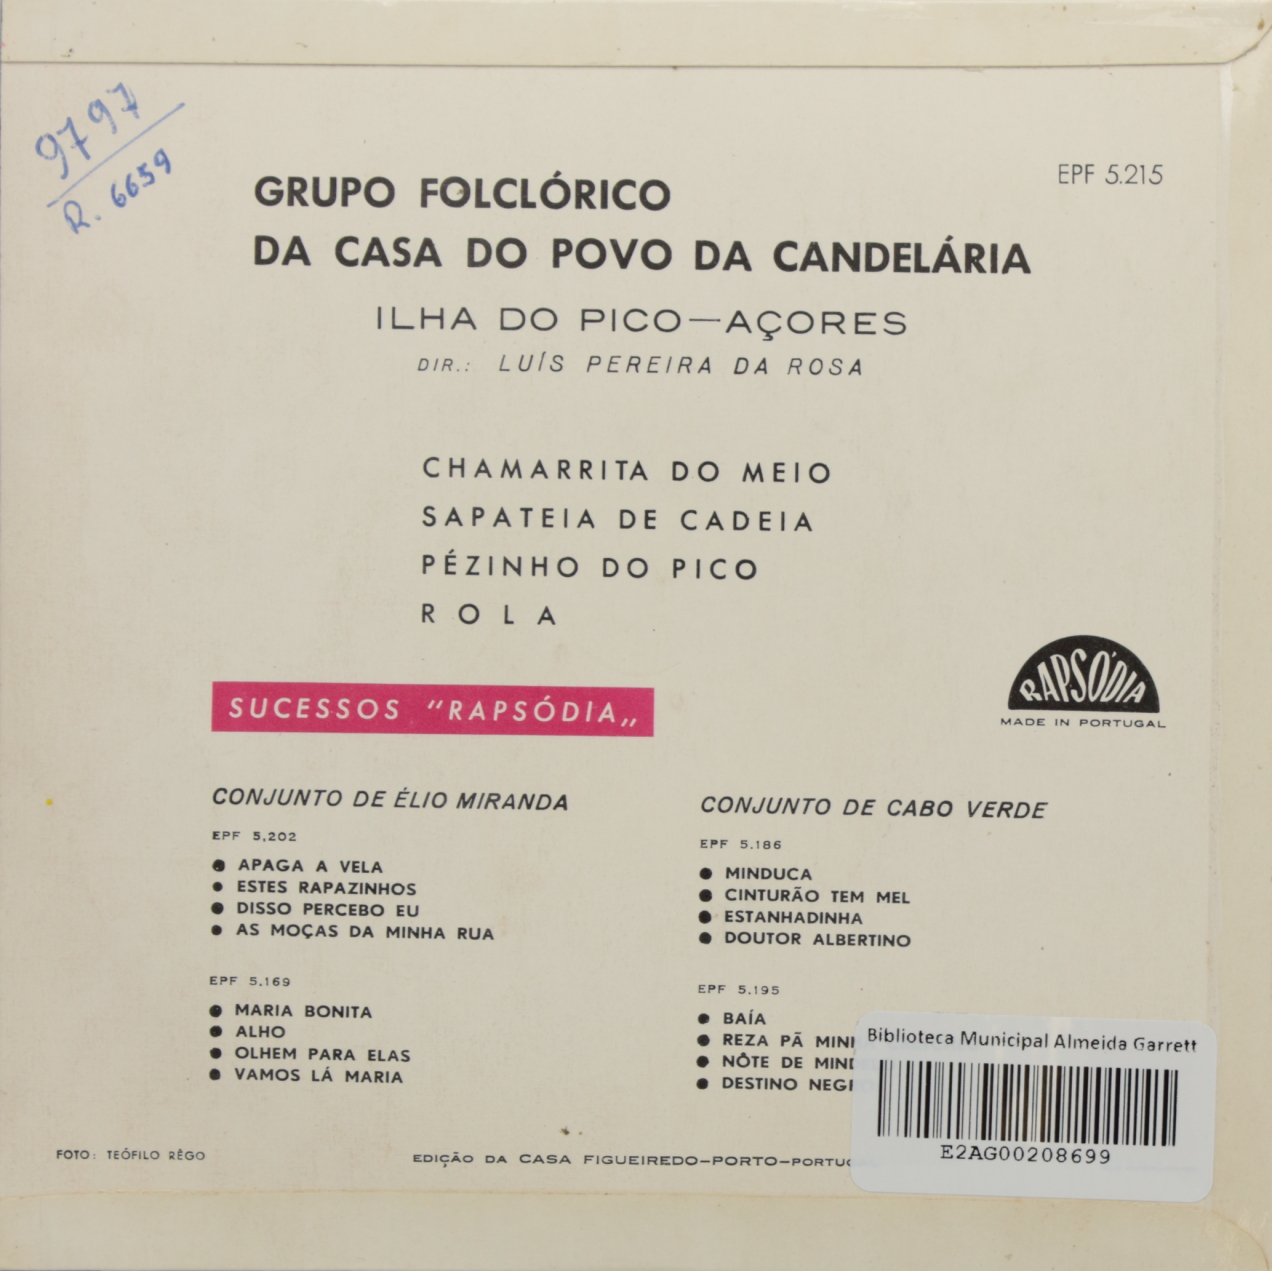 9797
R. 6659
EPF 5.215
GRUPO FOLCLÓRICO
DA CASA DO POVO DA CANDELÁRIA
ILHA DO PICO—AÇORES
DIR.: LUÍS PEREIRA DA ROSA
CHAMARRITA DO MEIO
SAPATEIA DE CADEIA
PÉZINHO DO PICO
ROLA
RAPSÓDIA
MADE IN PORTUGAL
SUCESSOS “RAPSÓDIA„
CONJUNTO DE ÉLIO MIRANDA
EPF 5,202
● APAGA A VELA
● ESTES RAPAZINHOS
● DISSO PERCEBO EU
● AS MOÇAS DA MINHA RUA
EPF 5,169
● MARIA BONITA
● ALHO
● OLHEM PARA ELAS
● VAMOS LÁ MARIA
CONJUNTO DE CABO VERDE
EPF 5.186
● MINDUCA
● CINTURÃO TEM MEL
● ESTANHADINHA
● DOUTOR ALBERTINO
EPF 5.195
● BAÍA
● REZA PÃ
● NÔTE DE
● DESTINO
Biblioteca Municipal Almeida Garrett
E2AG00208699
FOTO: TEÓFILO RÊGO
EDIÇÃO DA CASA FIGUEIREDO—PORTO—